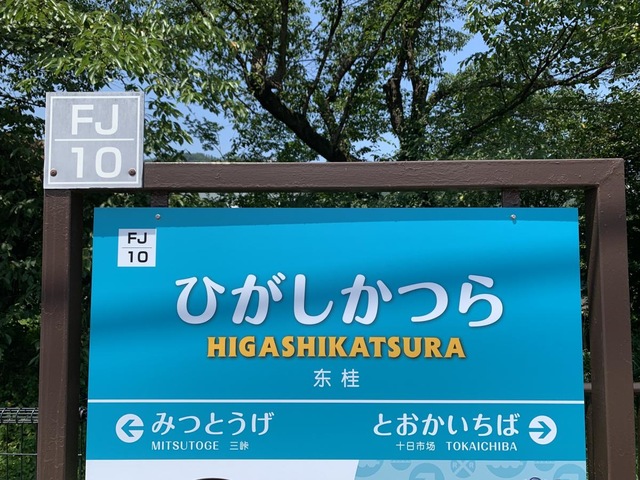 FJ
10
FJ
10
ひがしかつら
HIGASHIKATSURA
东桂
みつとうげ
MITSUTOGE 三峠
とおかいちば
十日市场 TOKAICHIBA